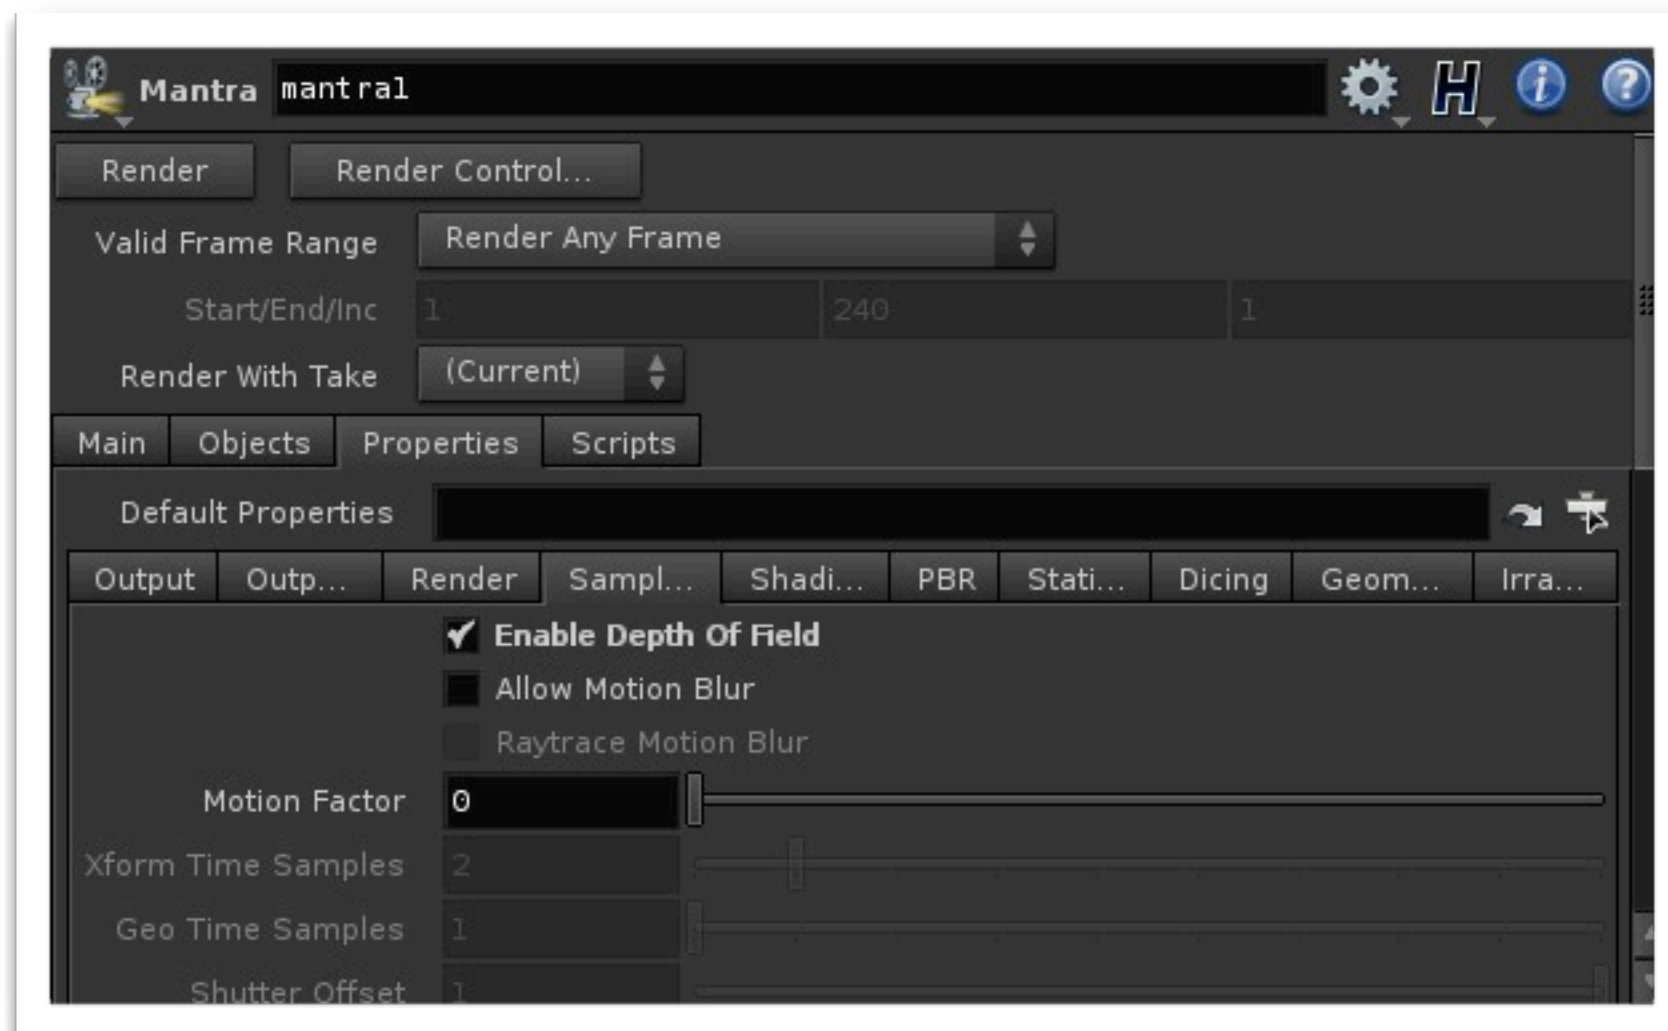 Mantra mantra1
Render Render Control...
Valid Frame Range Render Any Frame
Start/End/Inc 1 240 1
Render With Take (Current)
Main Objects Properties Scripts
Default Properties
Output Outp... Render Sampl... Shadi... PBR Stati... Dicing Geom... Irra...
Enable Depth Of Field
Allow Motion Blur
Raytrace Motion Blur
Motion Factor 0
Xform Time Samples 2
Geo Time Samples 1
Shutter Offset 1